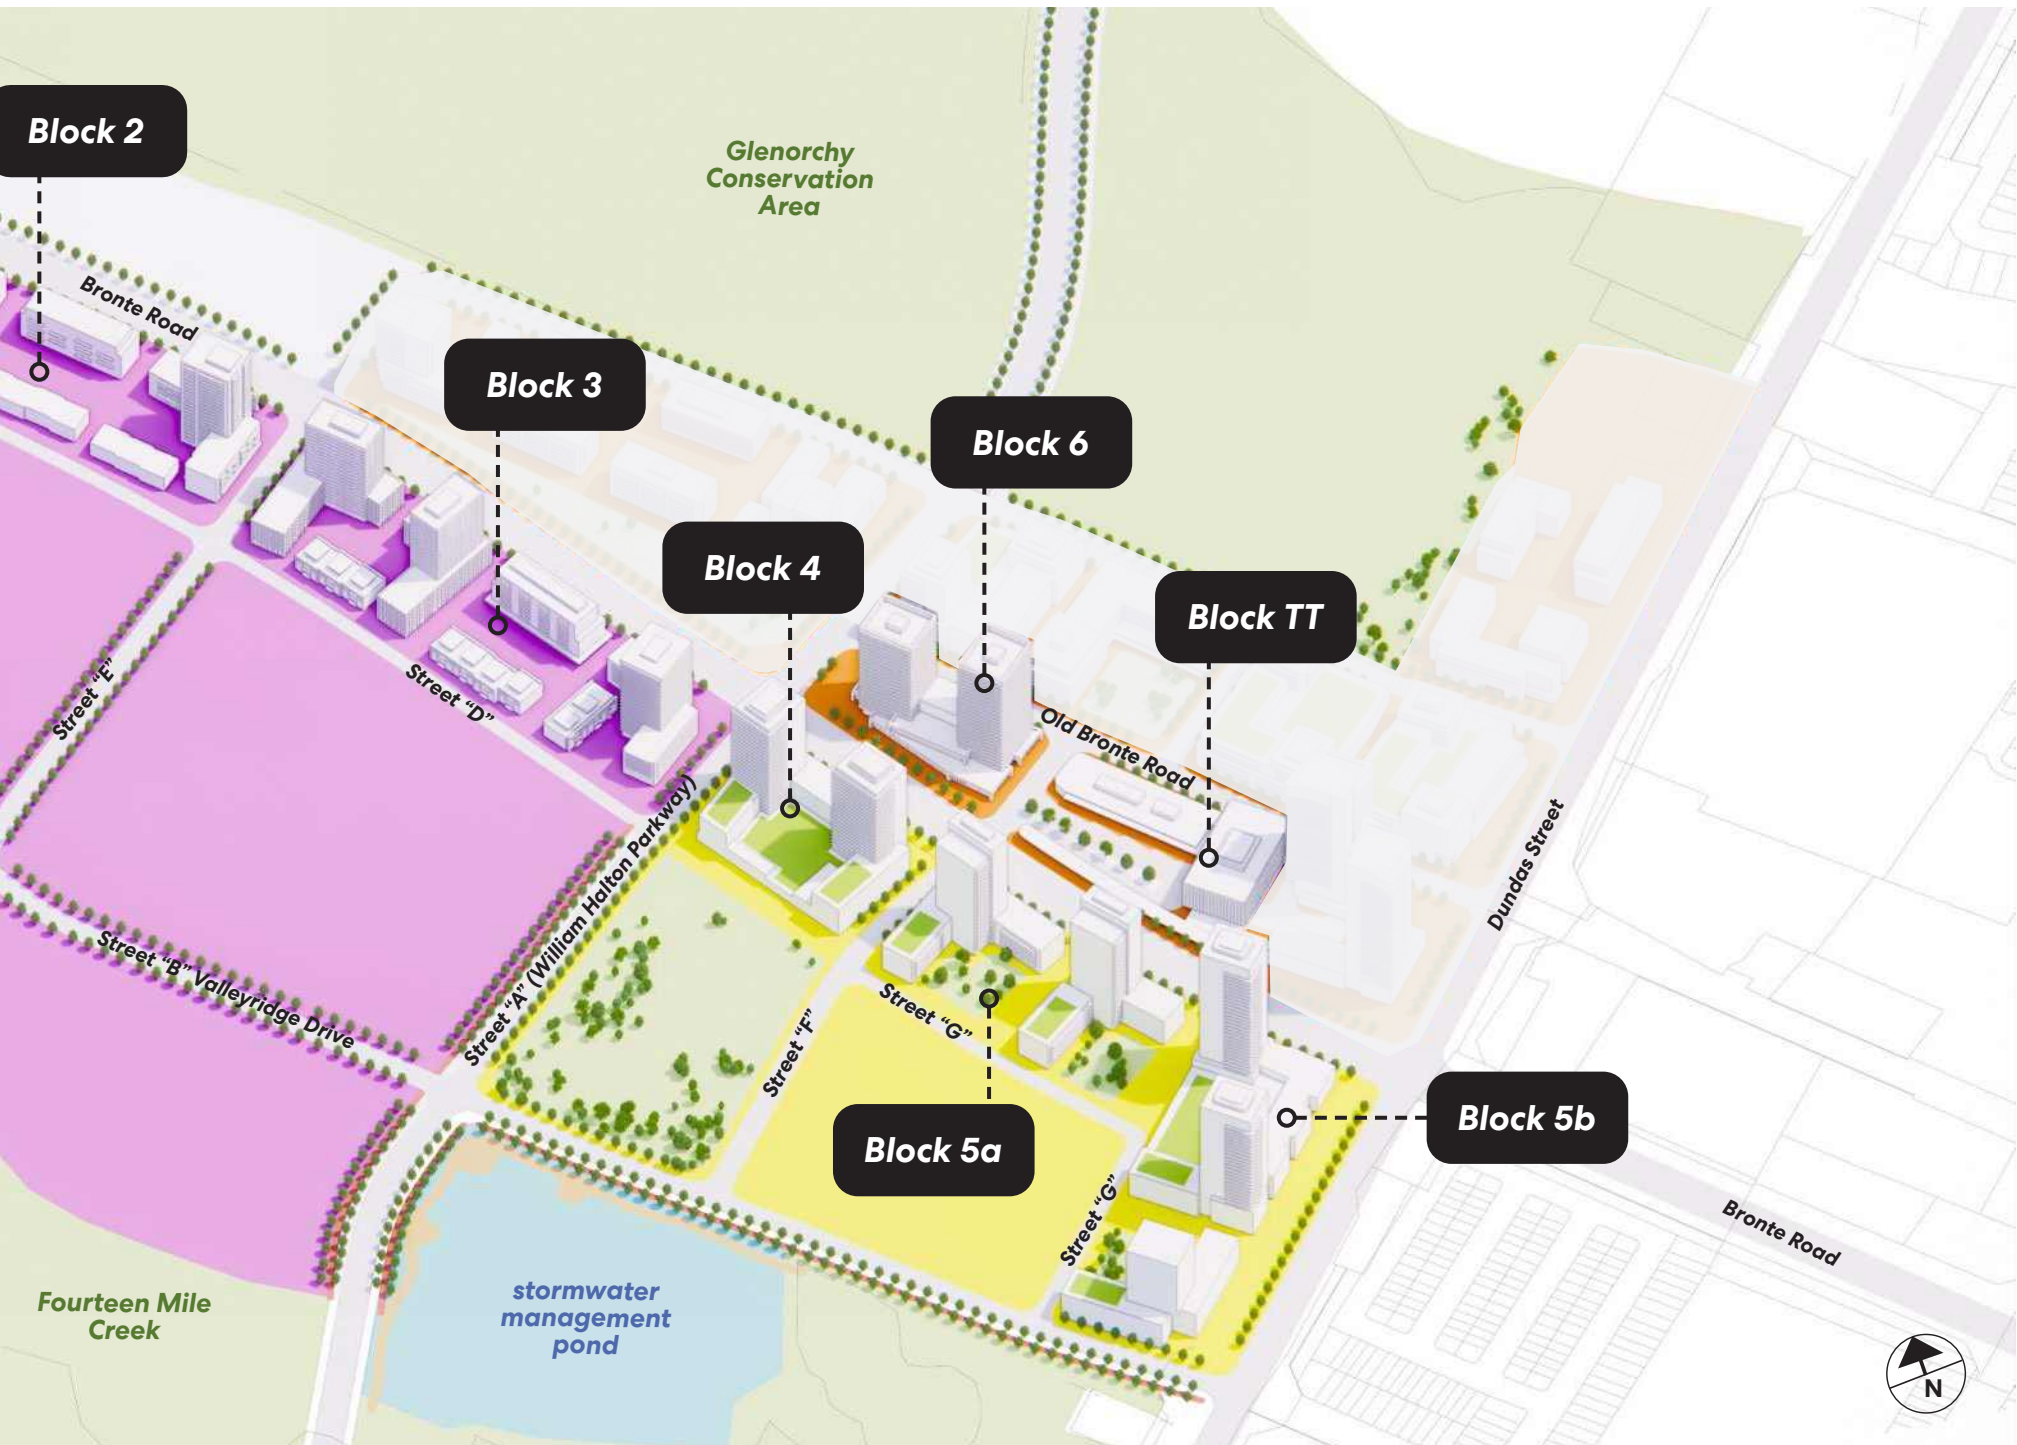 Block 2
Glenorchy
Conservation
Area
Bronte Road
Block 3
Block 6
Block 4
Block TT
Street “E”
Street “D”
Old Bronte Road
Street “A” (William Halton Parkway)
Dundas Street
Street “B” Valleyridge Drive
Street “F”
Street “G”
Block 5a
Block 5b
Street “G”
Bronte Road
Fourteen Mile
Creek
stormwater
management
pond
N